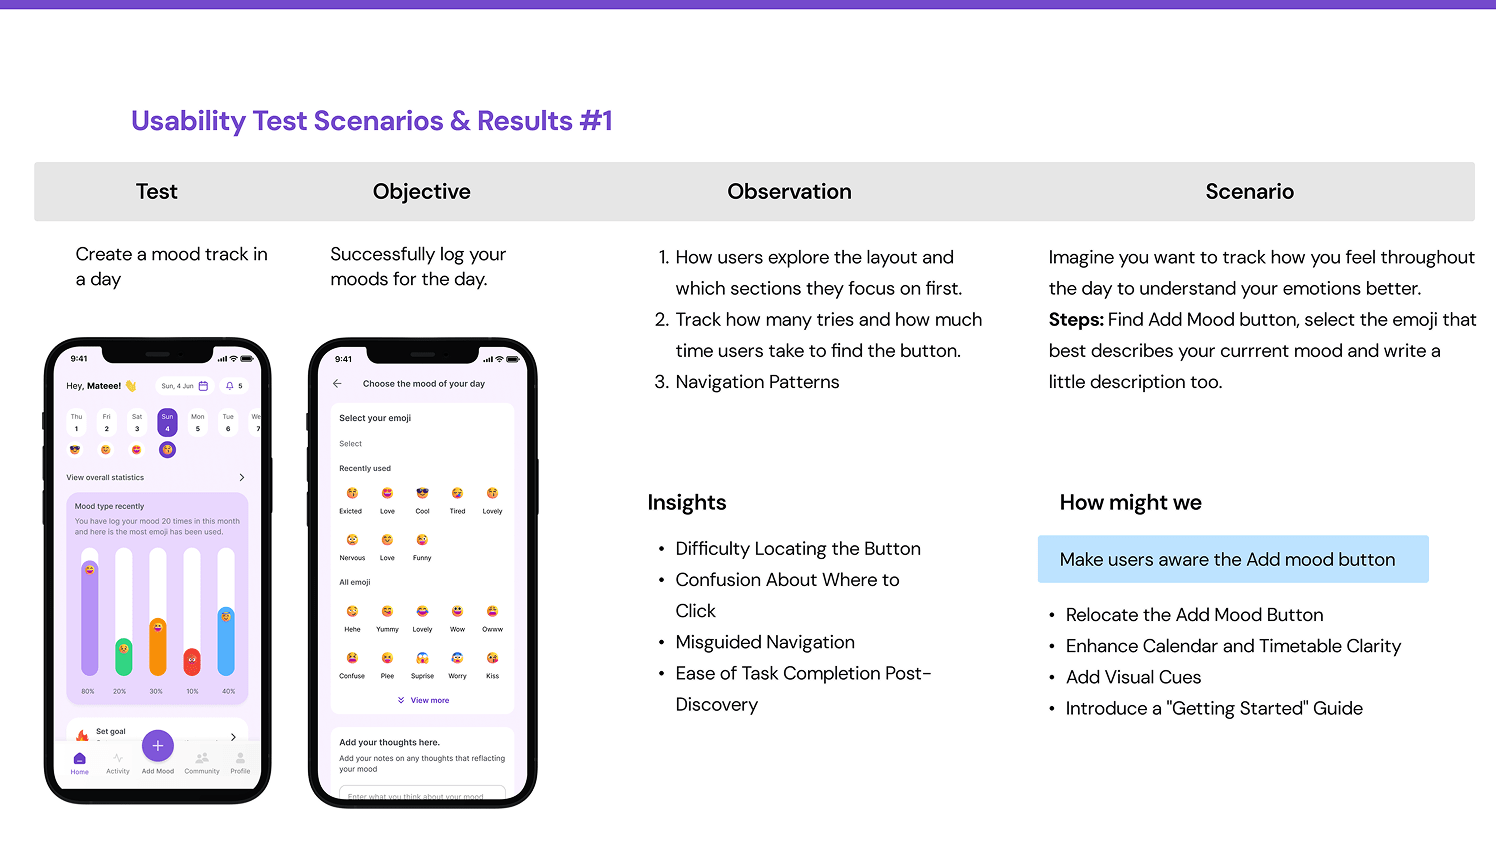 Usability Test Scenarios & Results #1
Test
Objective
Observation
Scenario
Create a mood track in
a day
Successfully log your
moods for the day.
1. How users explore the layout and
which sections they focus on first.
2. Track how many tries and how much
time users take to find the button.
3. Navigation Patterns
Imagine you want to track how you feel throughout
the day to understand your emotions better.
Steps: Find Add Mood button, select the emoji that
best describes your currrent mood and write a
little description too.
9:41
Hey, Mateee! 👋
Sun, 4 Jun
5
Thu Fri Sat Sun Mon Tue We
1 2 3 4 5 6 7
View overall statistics
Mood type recently
You have log your mood 20 times in this month
and here is the most emoji has been used.
80% 20% 30% 10% 40%
Set goal
Home Activity Add Mood Community Profile
9:41
Choose the mood of your day
Select your emoji
Select
Recently used
Exicted Love Cool Tired Lovely
Nervous Love Funny
All emoji
Hehe Yummy Lovely Wow Owww
Confuse Plee Suprise Worry Kiss
View more
Add your thoughts here.
Add your notes on any thoughts that reflacting
your mood
Enter what you think about your mood
Insights
• Difficulty Locating the Button
• Confusion About Where to
Click
• Misguided Navigation
• Ease of Task Completion Post-
Discovery
How might we
Make users aware the Add mood button
• Relocate the Add Mood Button
• Enhance Calendar and Timetable Clarity
• Add Visual Cues
• Introduce a "Getting Started" Guide